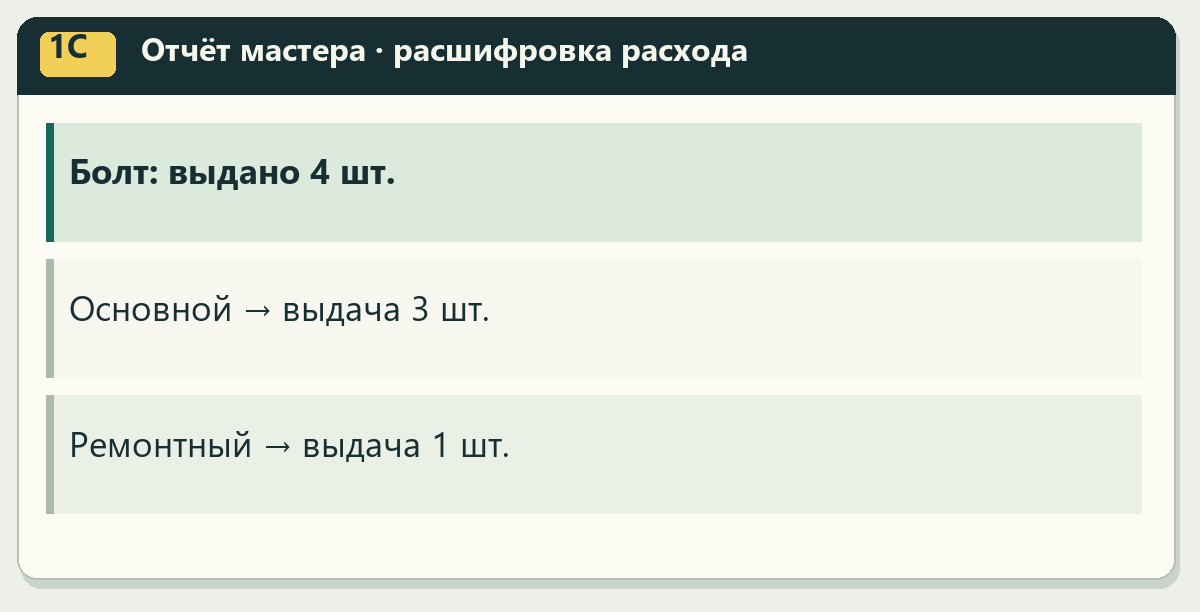 1С Отчёт мастера · расшифровка расхода
Болт: выдано 4 шт.
Основной → выдача 3 шт.
Ремонтный → выдача 1 шт.